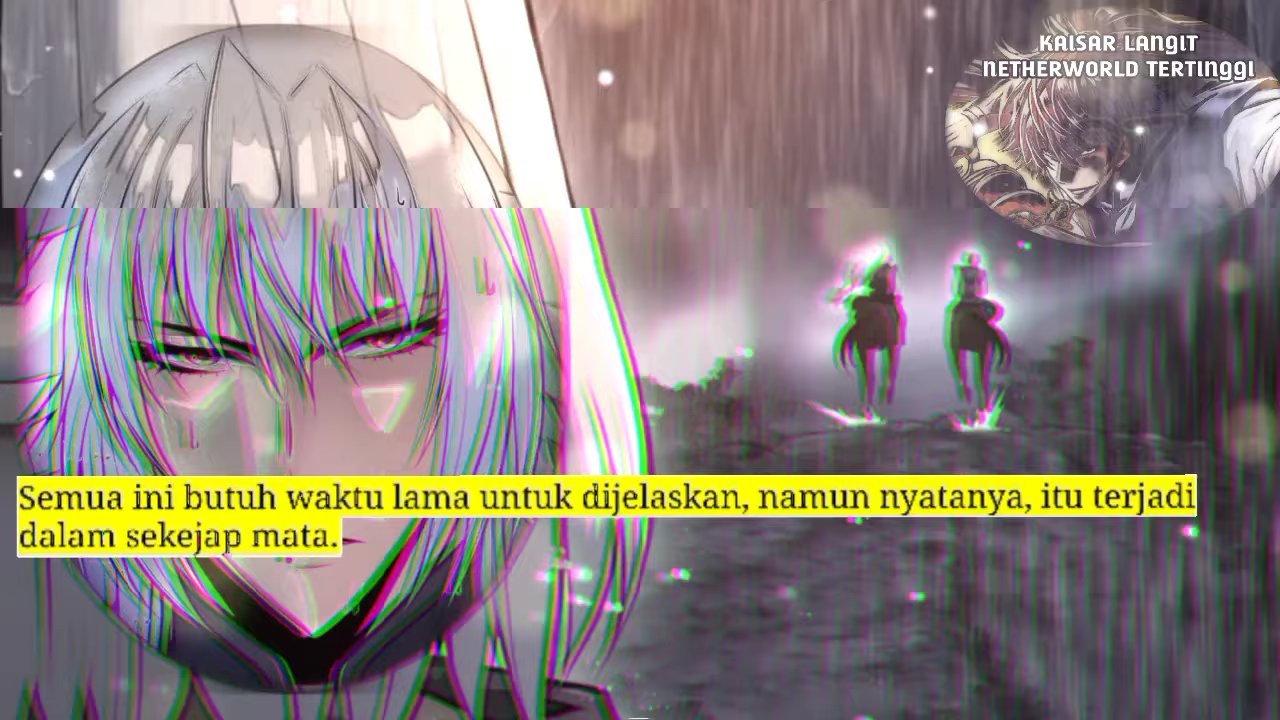 KAISAR LANGIT
NETHERWORLD TERTINGGI
Semua ini butuh waktu lama untuk dijelaskan, namun nyatanya, itu terjadi
dalam sekejap mata.